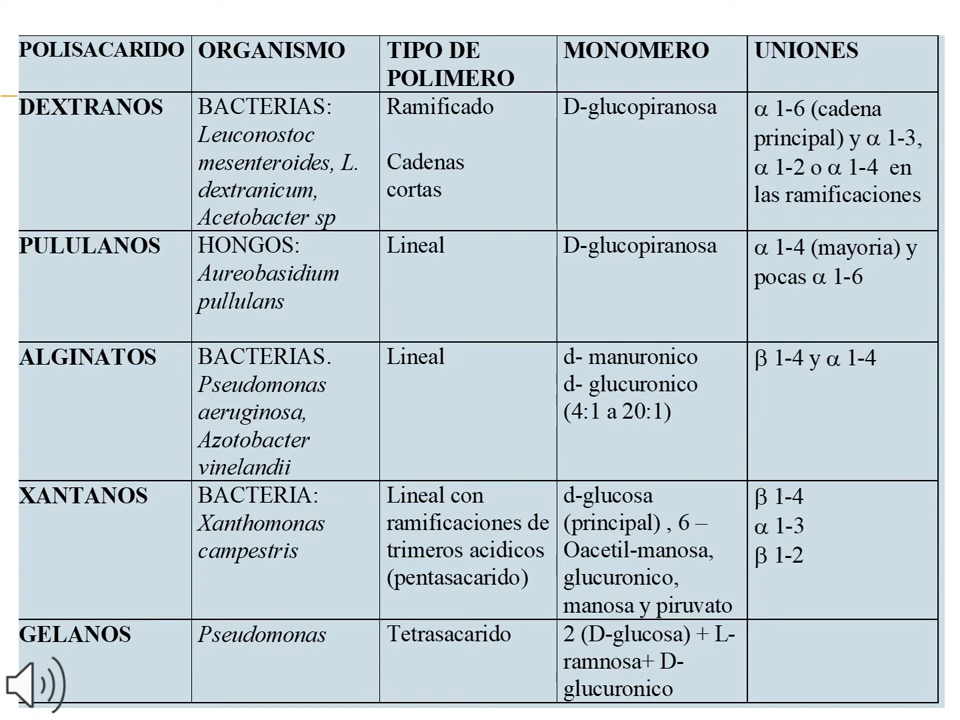 POLISACARIDO ORGANISMO TIPO DE POLIMERO MONOMERO UNIONES
DEXTRANOS
BACTERIAS:
Leuconostoc
mesenteroides, L.
dextranicum,
Acetobacter sp
Ramificado
Cadenas
cortas
D-glucopiranosa
α 1-6 (cadena
principal) y α 1-3,
α 1-2 o α 1-4 en
las ramificaciones
PULULANOS
HONGOS:
Aureobasidium
pullulans
Lineal
D-glucopiranosa
α 1-4 (mayoria) y
pocas α 1-6
ALGINATOS
BACTERIAS.
Pseudomonas
aeruginosa,
Azotobacter
vinelandii
Lineal
d- manuronico
d- glucuronico
(4:1 a 20:1)
β 1-4 y α 1-4
XANTANOS
BACTERIA:
Xanthomonas
campestris
Lineal con
ramificaciones de
trimeros acidicos
(pentasacarido)
d-glucosa
(principal) , 6 –
Oacetil-manosa,
glucuronico,
manosa y piruvato
β 1-4
α 1-3
β 1-2
GELANOS
Pseudomonas
Tetrasacarido
2 (D-glucosa) + L-
ramnosa+ D-
glucuronico